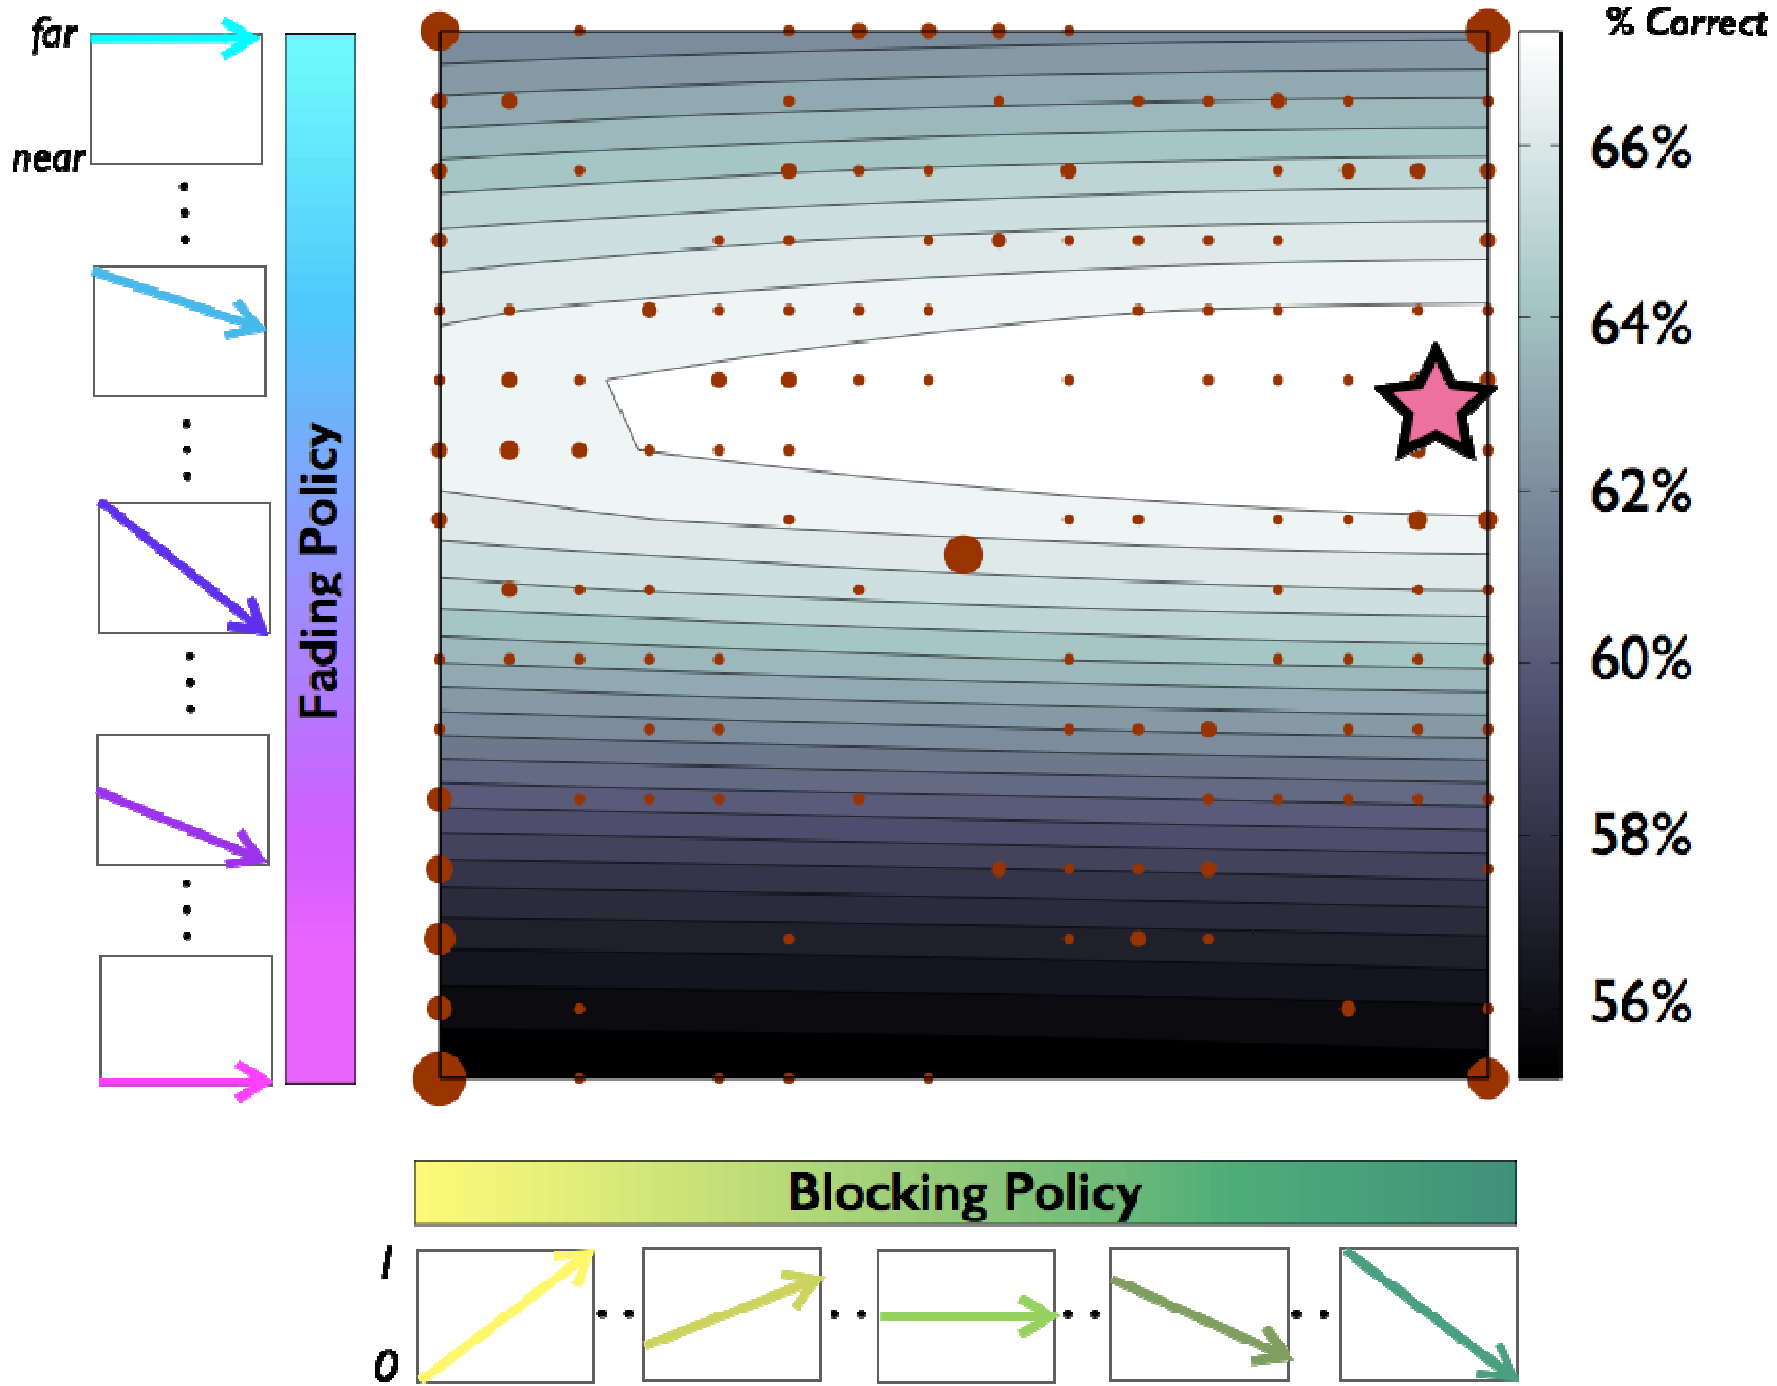 far
near
Fading Policy
% Correct
66%
64%
62%
60%
58%
56%
Blocking Policy
1
0